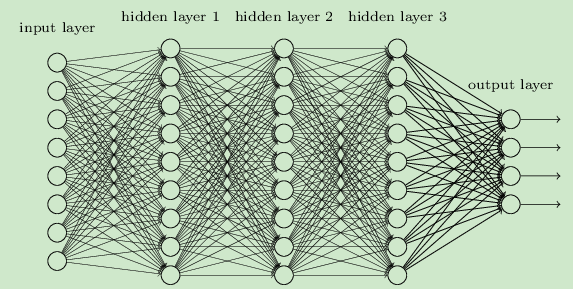 hidden layer 1 hidden layer 2 hidden layer 3
input layer
output layer